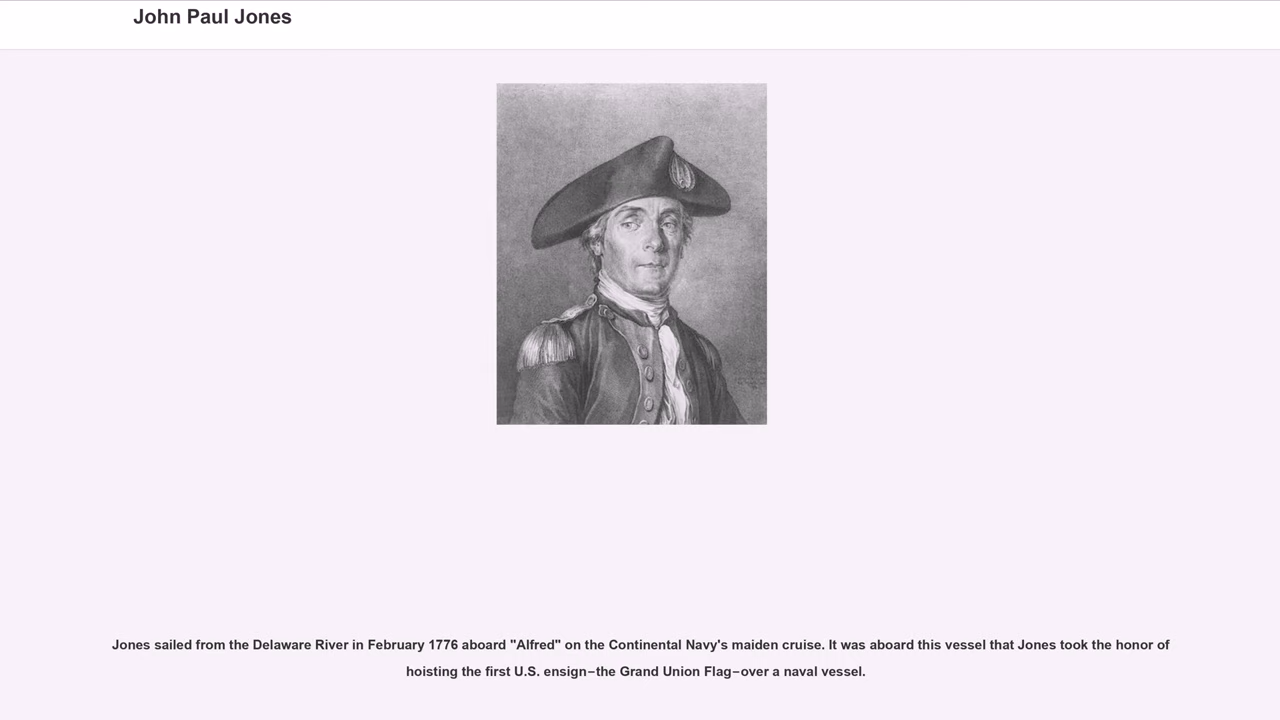 John Paul Jones
Jones sailed from the Delaware River in February 1776 aboard "Alfred" on the Continental Navy's maiden cruise. It was aboard this vessel that Jones took the honor of
hoisting the first U.S. ensign–the Grand Union Flag–over a naval vessel.